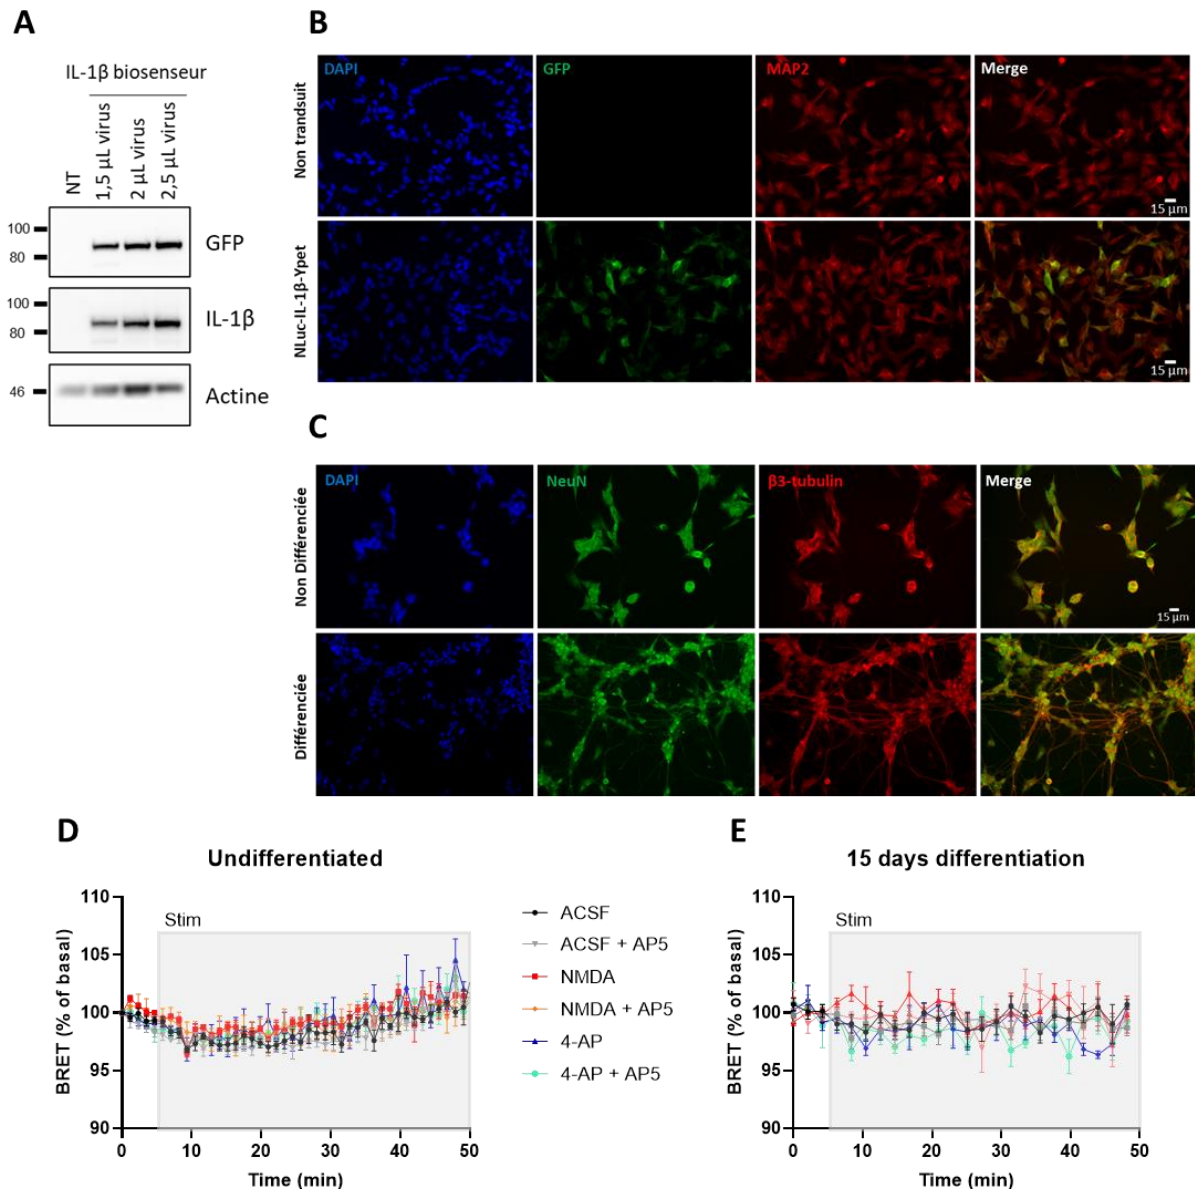 A
IL-1β biosenseur
NT
1,5 µL virus
2 µL virus
2,5 µL virus
100
80
GFP
100
80
IL-1β
46
Actine
B
Non transduit
DAPI
GFP
MAP2
Merge
15 µm
NLuc-IL-1β-Ypet
15 µm
C
Non Différenciée
DAPI
NeuN
β3-tubulin
Merge
15 µm
Différenciée
D
Undifferentiated
BRET (% of basal)
110
105
100
95
90
Stim
0 10 20 30 40 50
Time (min)
ACSF
ACSF + AP5
NMDA
NMDA + AP5
4-AP
4-AP + AP5
E
15 days differentiation
BRET (% of basal)
110
105
100
95
90
Stim
0 10 20 30 40 50
Time (min)